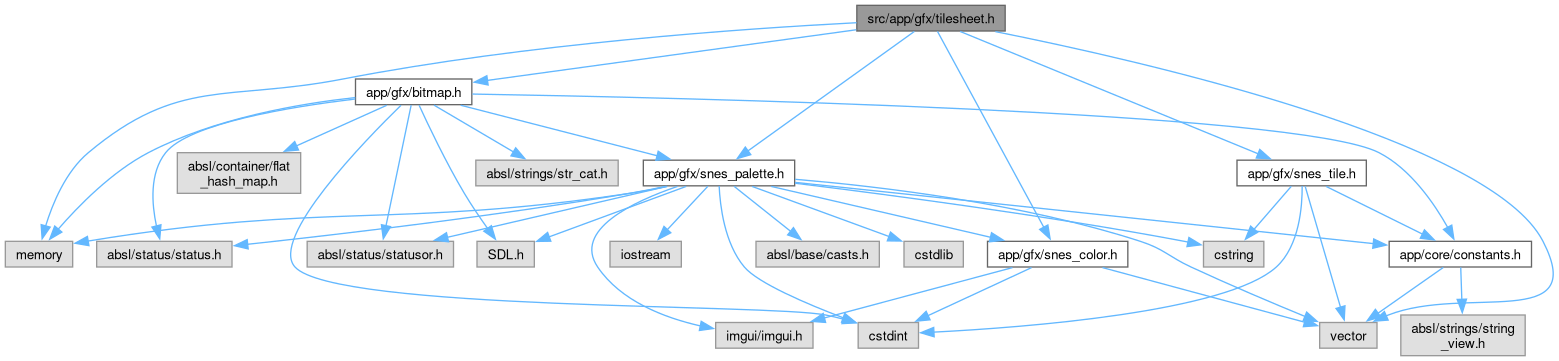 src/app/gfx/tilesheet.h
app/gfx/bitmap.h
absl/container/flat
_hash_map.h
absl/strings/str_cat.h
app/gfx/snes_palette.h
app/gfx/snes_tile.h
memory
absl/status/status.h
absl/status/statusor.h
SDL.h
iostream
absl/base/casts.h
cstdlib
app/gfx/snes_color.h
cstring
app/core/constants.h
imgui/imgui.h
cstdint
vector
absl/strings/string
_view.h